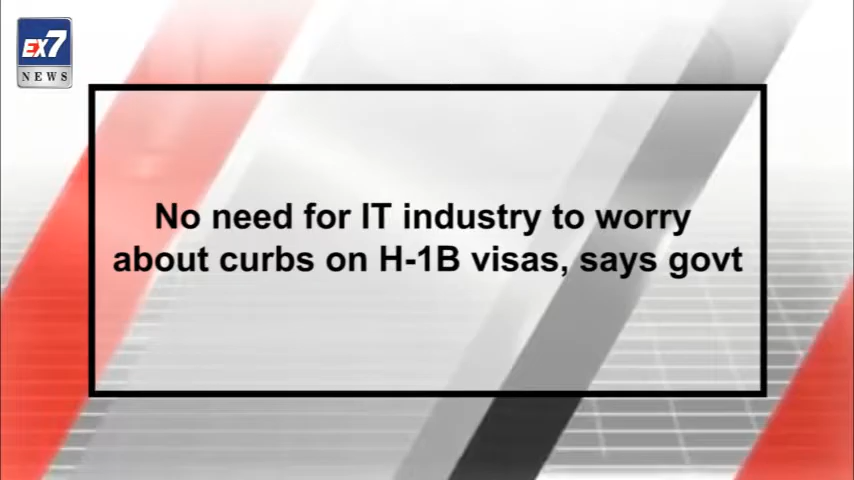 EX7
NEWS
No need for IT industry to worry
about curbs on H-1B visas, says govt